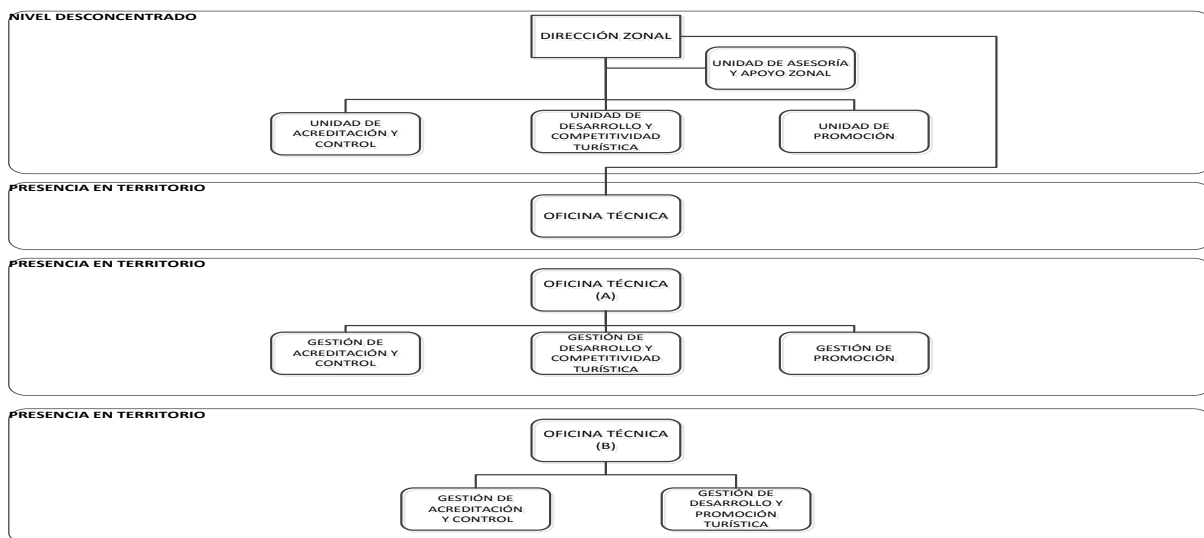 NIVEL DESCONCENTRADO
DIRECCIÓN ZONAL
UNIDAD DE ASESORÍA
Y APOYO ZONAL
UNIDAD DE
ACREDITACIÓN Y
CONTROL
UNIDAD DE
DESARROLLO Y
COMPETITIVIDAD
TURÍSTICA
UNIDAD DE
PROMOCIÓN
PRESENCIA EN TERRITORIO
OFICINA TÉCNICA
PRESENCIA EN TERRITORIO
OFICINA TÉCNICA
(A)
GESTIÓN DE
ACREDITACIÓN Y
CONTROL
GESTIÓN DE
DESARROLLO Y
COMPETITIVIDAD
TURÍSTICA
GESTIÓN DE
PROMOCIÓN
PRESENCIA EN TERRITORIO
OFICINA TÉCNICA
(B)
GESTIÓN DE
ACREDITACIÓN
Y CONTROL
GESTIÓN DE
DESARROLLO Y
PROMOCIÓN
TURÍSTICA